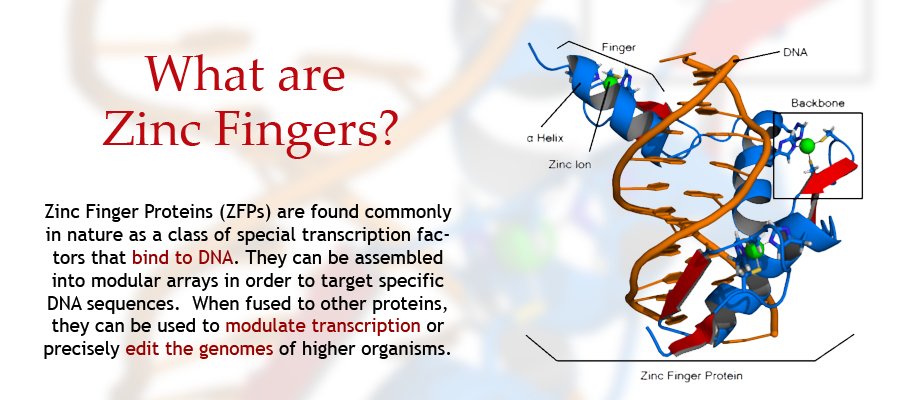 What are
Zinc Fingers?
Zinc Finger Proteins (ZFPs) are found commonly
in nature as a class of special transcription fac-
tors that bind to DNA. They can be assembled
into modular arrays in order to target specific
DNA sequences.  When fused to other proteins,
they can be used to modulate transcription or
precisely edit the genomes of higher organisms.
Finger
DNA
Backbone
α Helix
Zinc Ion
Zinc Finger Protein